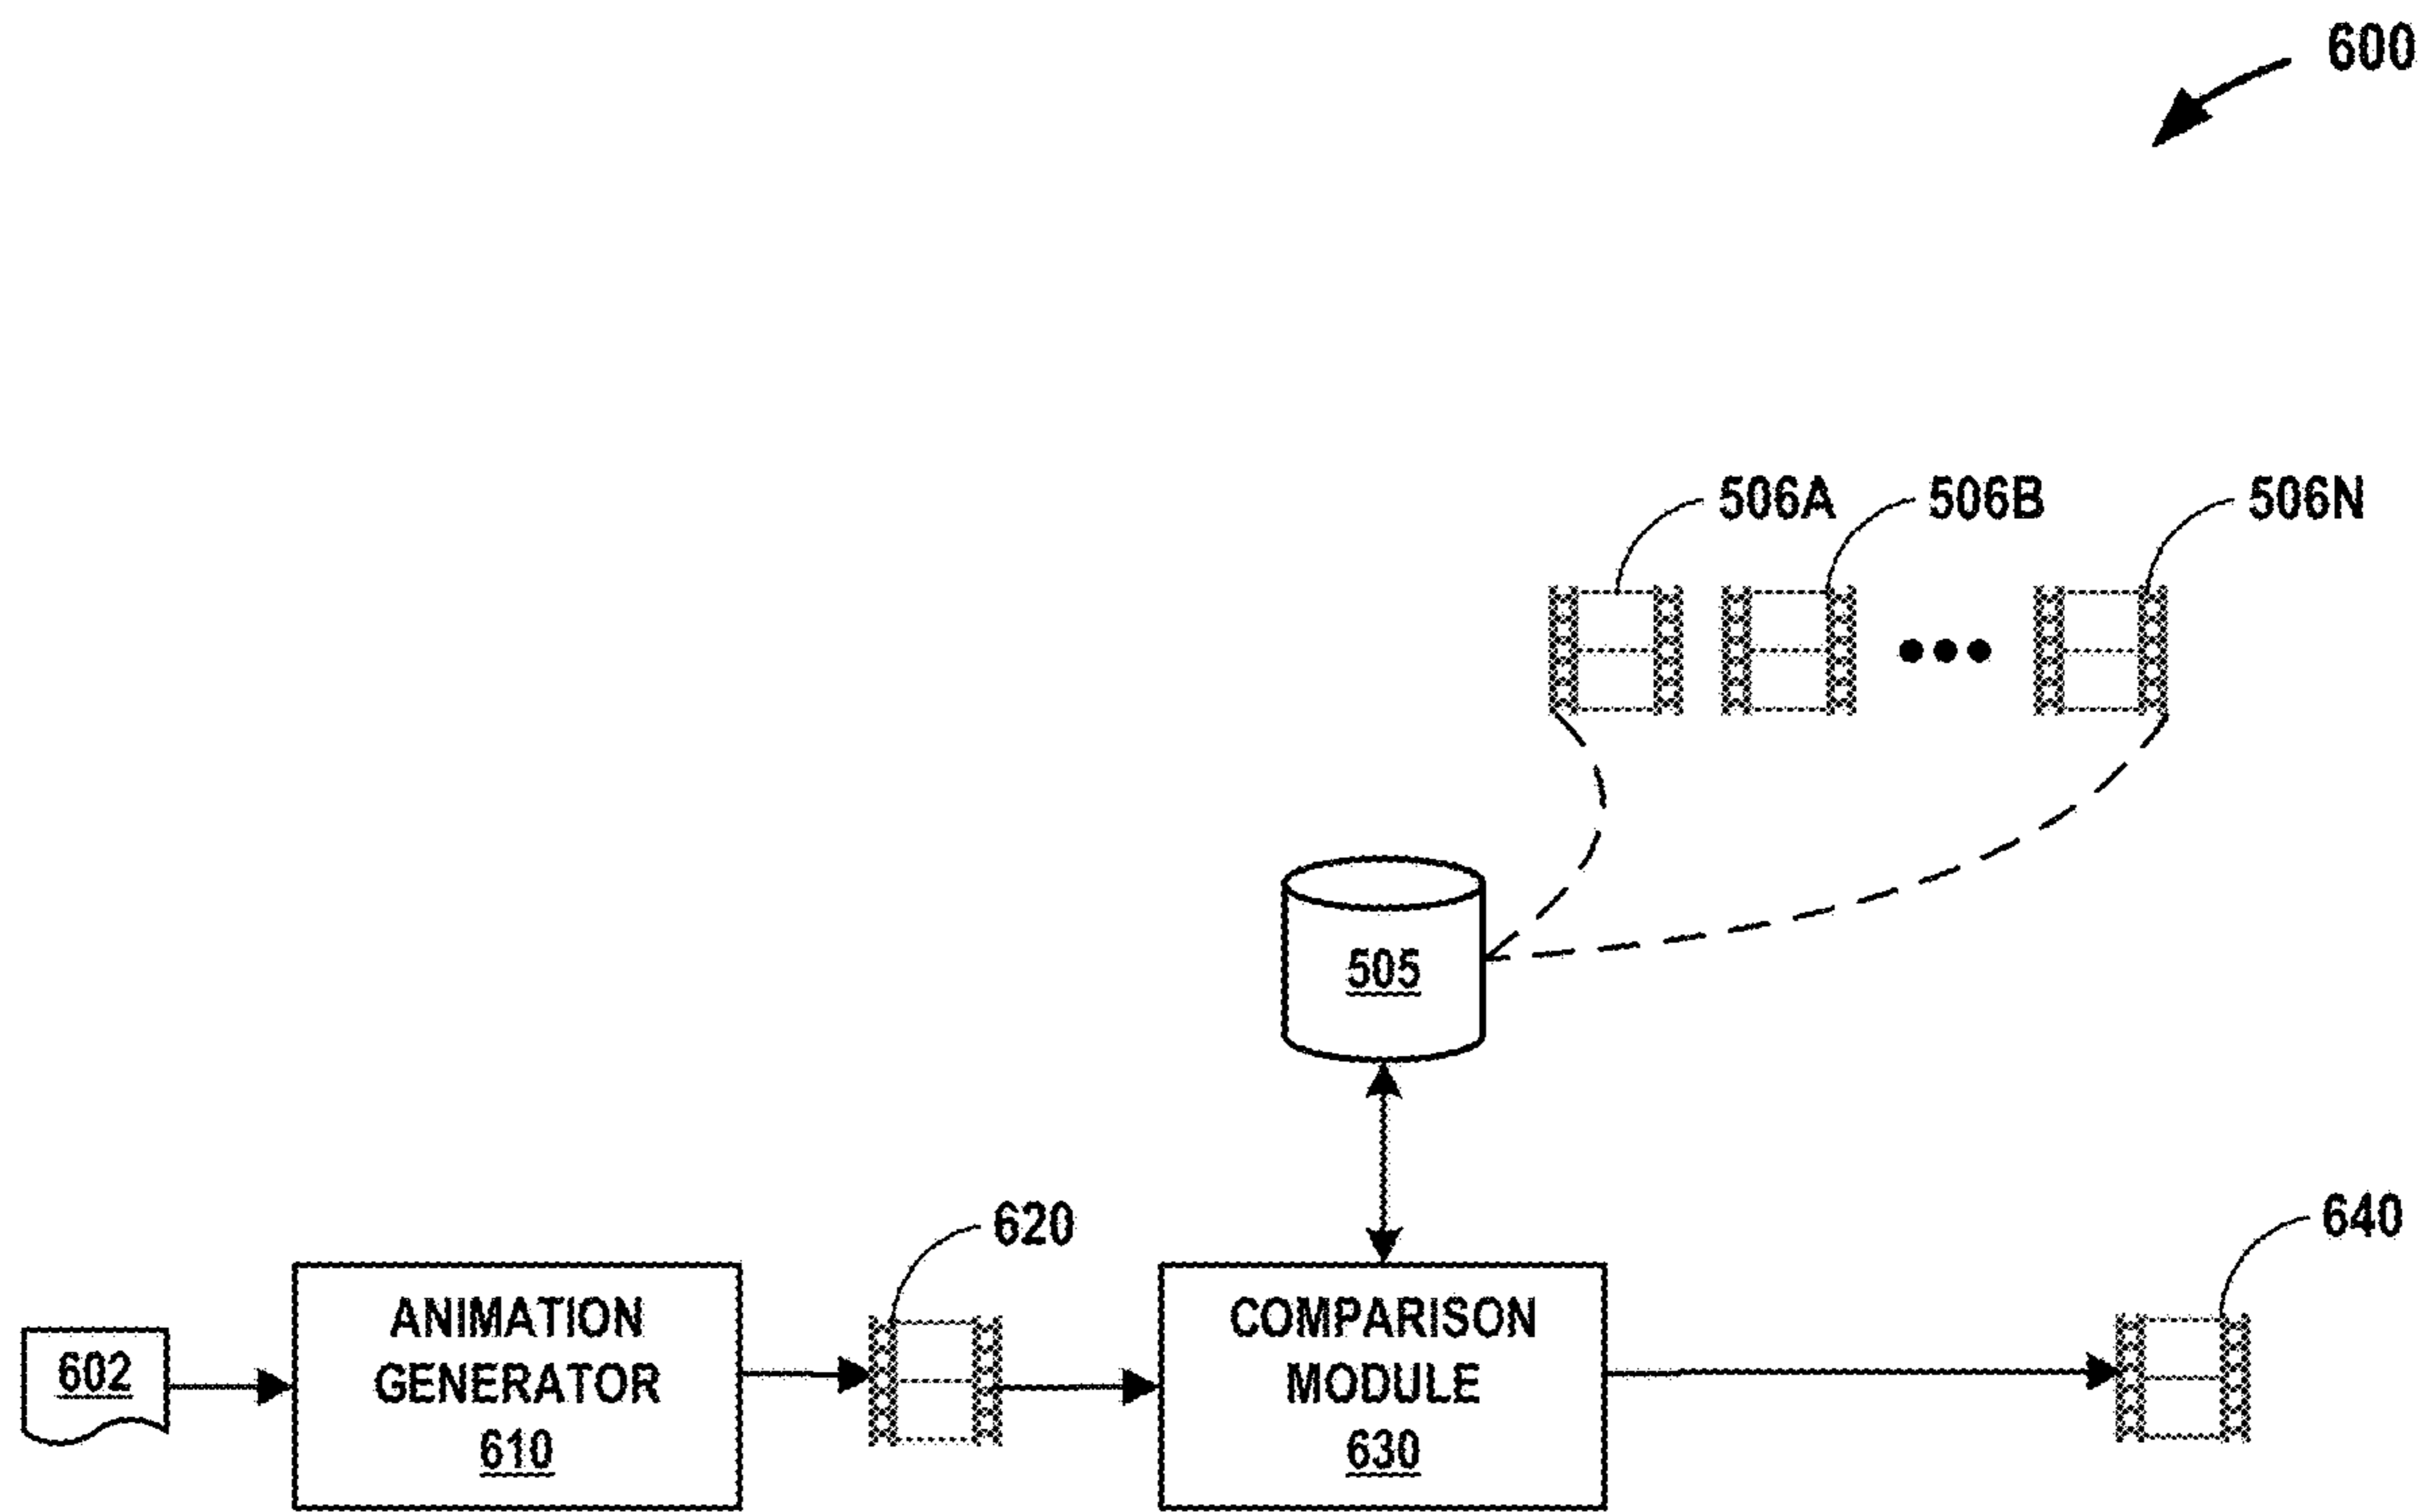 600
506A
506B
506N
505
620
640
602
ANIMATION
GENERATOR
610
COMPARISON
MODULE
630